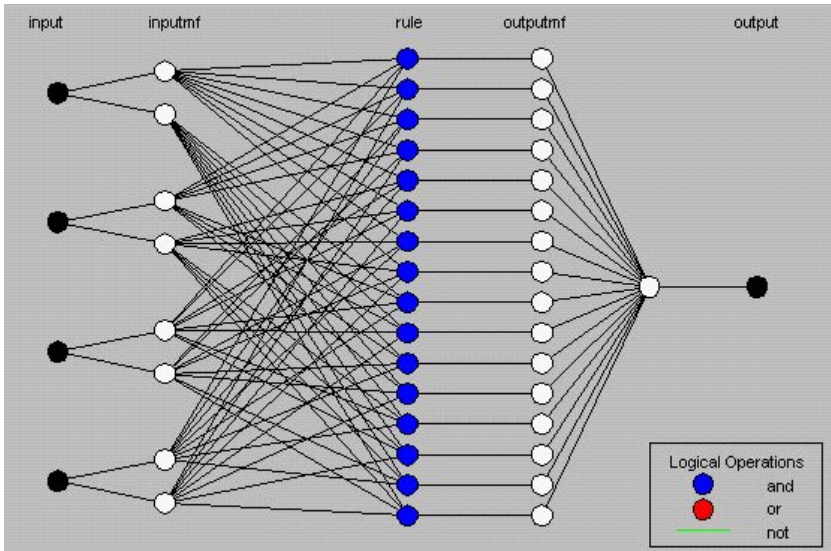 input inputmf rule outputmf output
Logical Operations
and
or
not